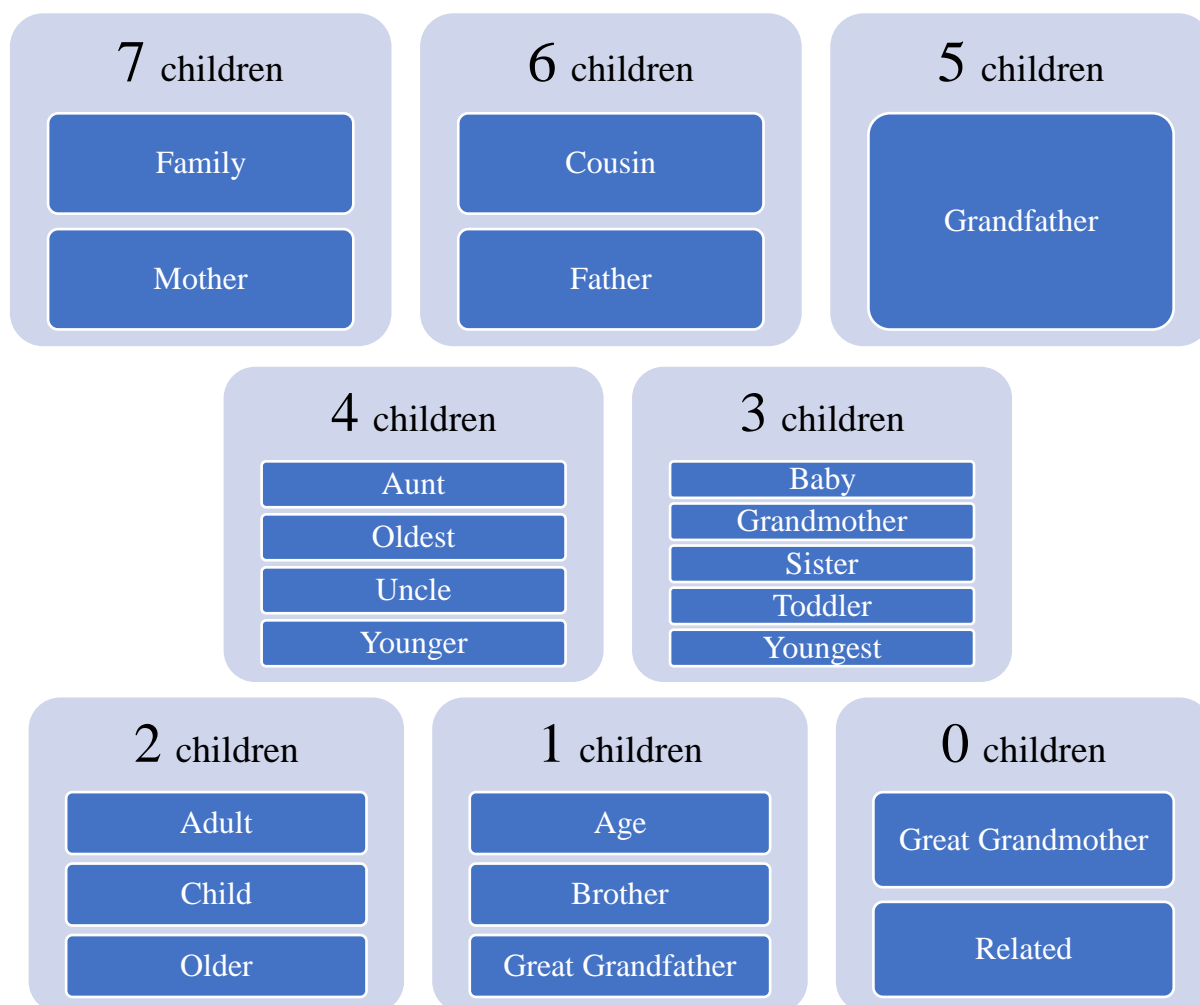 7 children
Family
Mother
6 children
Cousin
Father
5 children
Grandfather
4 children
Aunt
Oldest
Uncle
Younger
3 children
Baby
Grandmother
Sister
Toddler
Youngest
2 children
Adult
Child
Older
1 children
Age
Brother
Great Grandfather
0 children
Great Grandmother
Related